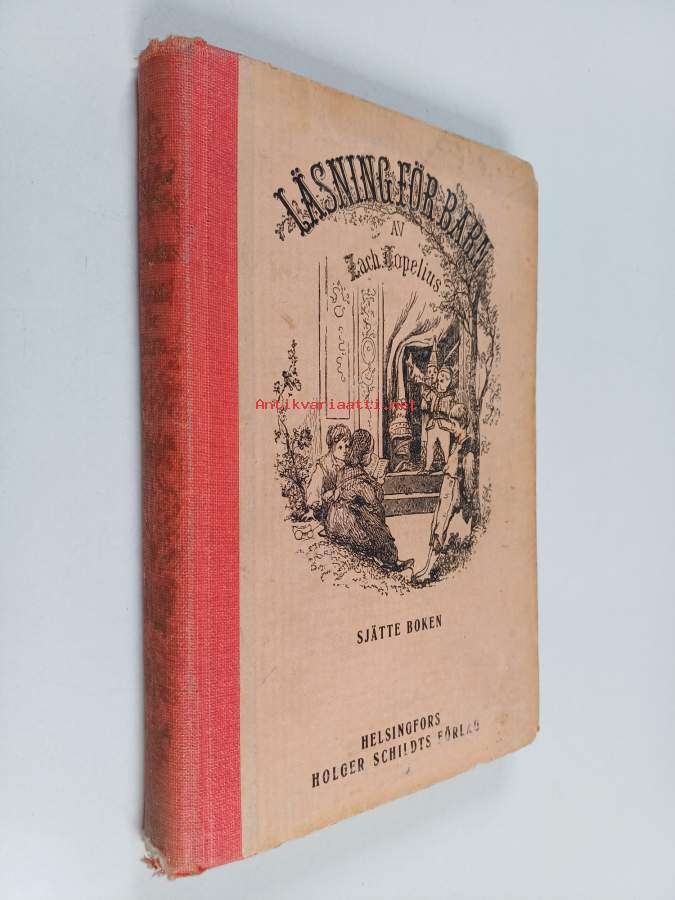 LÄSNING FÖR BARN
AV
Zach. Topelius
Antikvariaatti.net
SJÄTTE BOKEN
HELSINGFORS
HOLGER SCHILDTS FÖRLAG